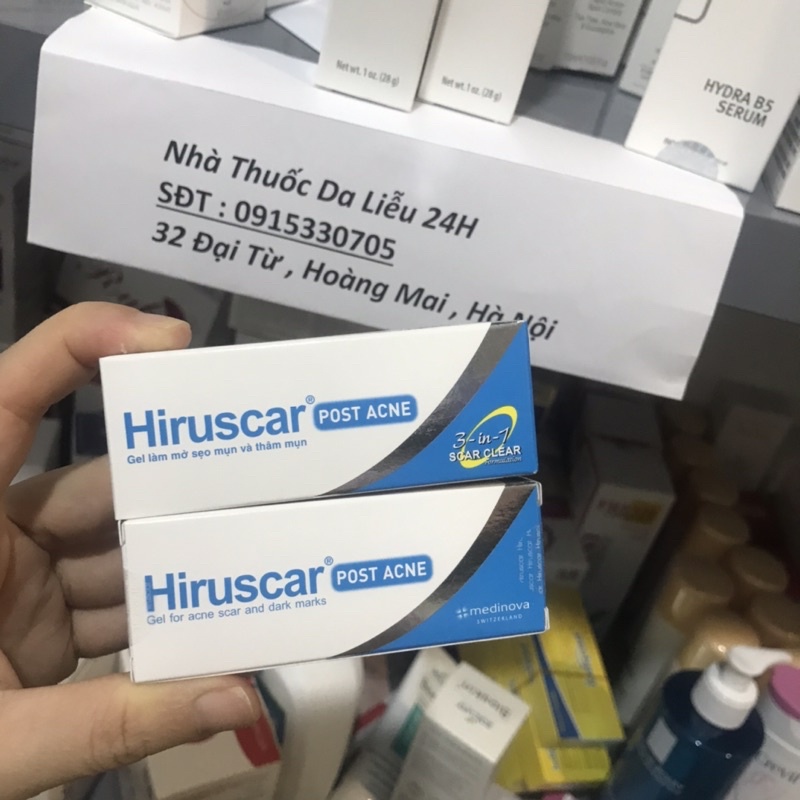 Net wt. 1 oz. (28 g)
Net wt. 1 oz. (28 g)
HYDRA B5
SERUM
Nhà Thuốc Da Liễu 24H
SĐT : 0915330705
32 Đại Từ , Hoàng Mai , Hà Nội
Hiruscar® POST ACNE
Gel làm mờ sẹo mụn và thâm mụn
3-in-1
SCAR CLEAR
formulation
Hiruscar® POST ACNE
Gel for acne scar and dark marks
medinova
SWITZERLAND